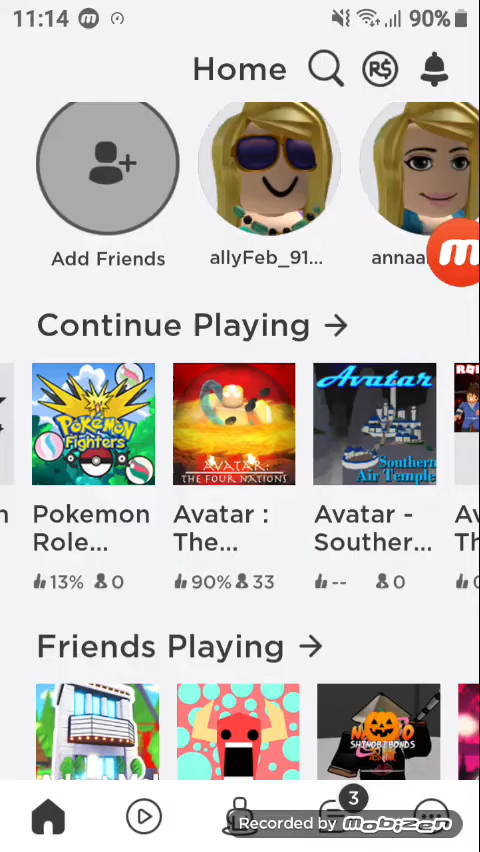 11:14
90%
Home
R$
Add Friends
allyFeb_91...
annaa
Continue Playing →
Pokemon
Fighters
AVATAR:
THE FOUR NATIONS
Avatar
Southern
Air Temple
Pokemon
Role...
Avatar :
The...
Avatar -
Souther...
Av
Th
13% 0
90% 33
-- 0
Friends Playing →
SHINOBI BONDS
3
Recorded by mobizen